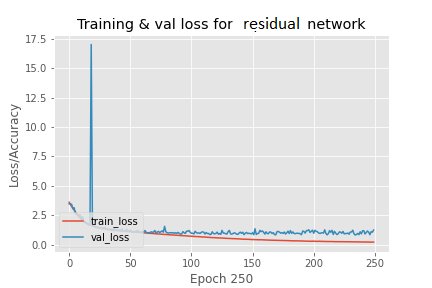 Training & val loss for residual network
17.5
15.0
12.5
10.0
7.5
5.0
2.5
0.0
Loss/Accuracy
train_loss
val_loss
0 50 100 150 200 250
Epoch 250